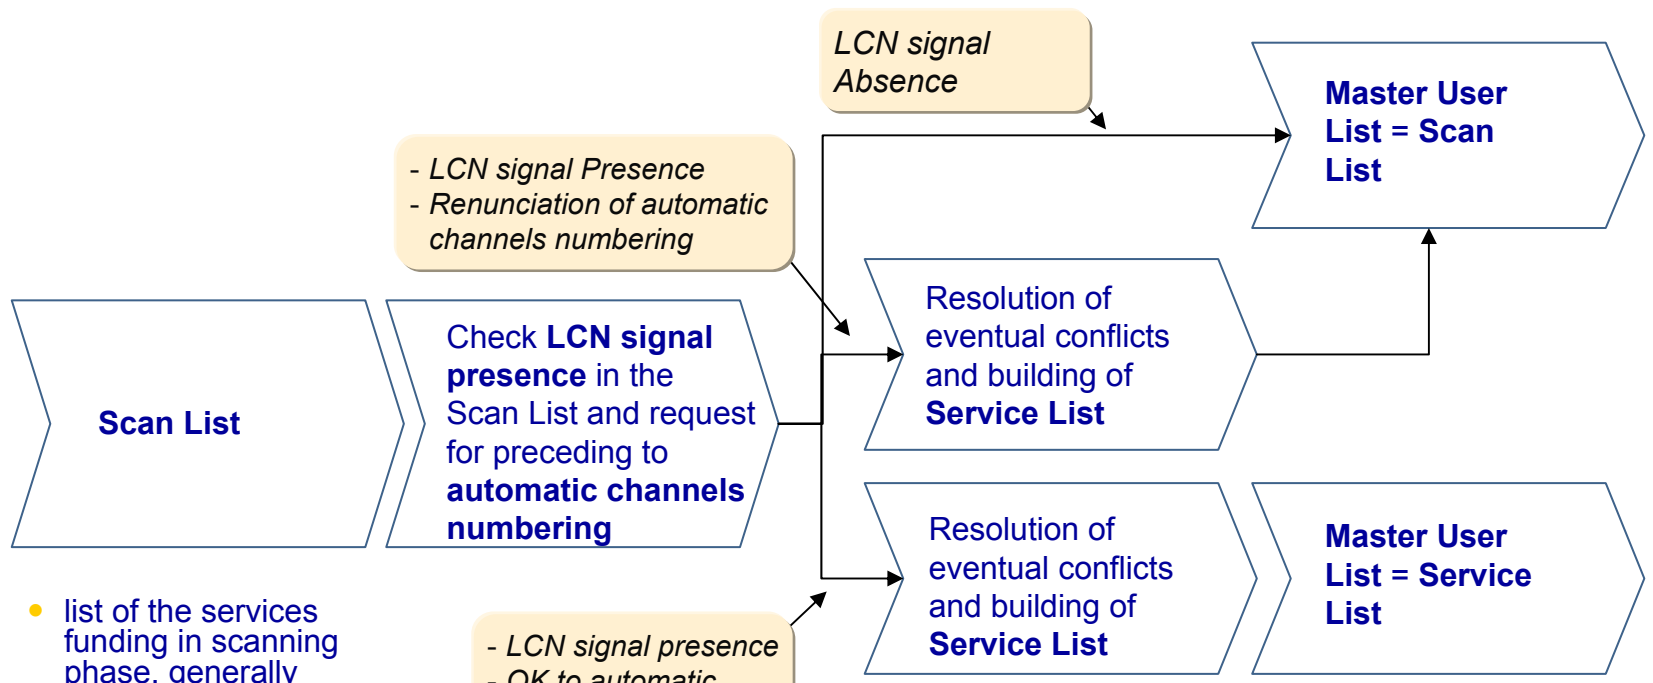 LCN signal
Absence
Master User
List = Scan
List
- LCN signal Presence
- Renunciation of automatic
channels numbering
Resolution of
eventual conflicts
and building of
Service List
Scan List
Check LCN signal
presence in the
Scan List and request
for preceding to
automatic channels
numbering
Resolution of
eventual conflicts
and building of
Service List
Master User
List = Service
List
• list of the services
funding in scanning
phase, generally
- LCN signal presence
- OK to automatic